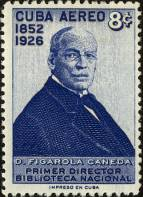 CUBA AEREO 8¢
1852
1926
D. FIGAROLA CANEDA
PRIMER DIRECTOR
BIBLIOTECA NACIONAL
IMPRESO EN CUBA